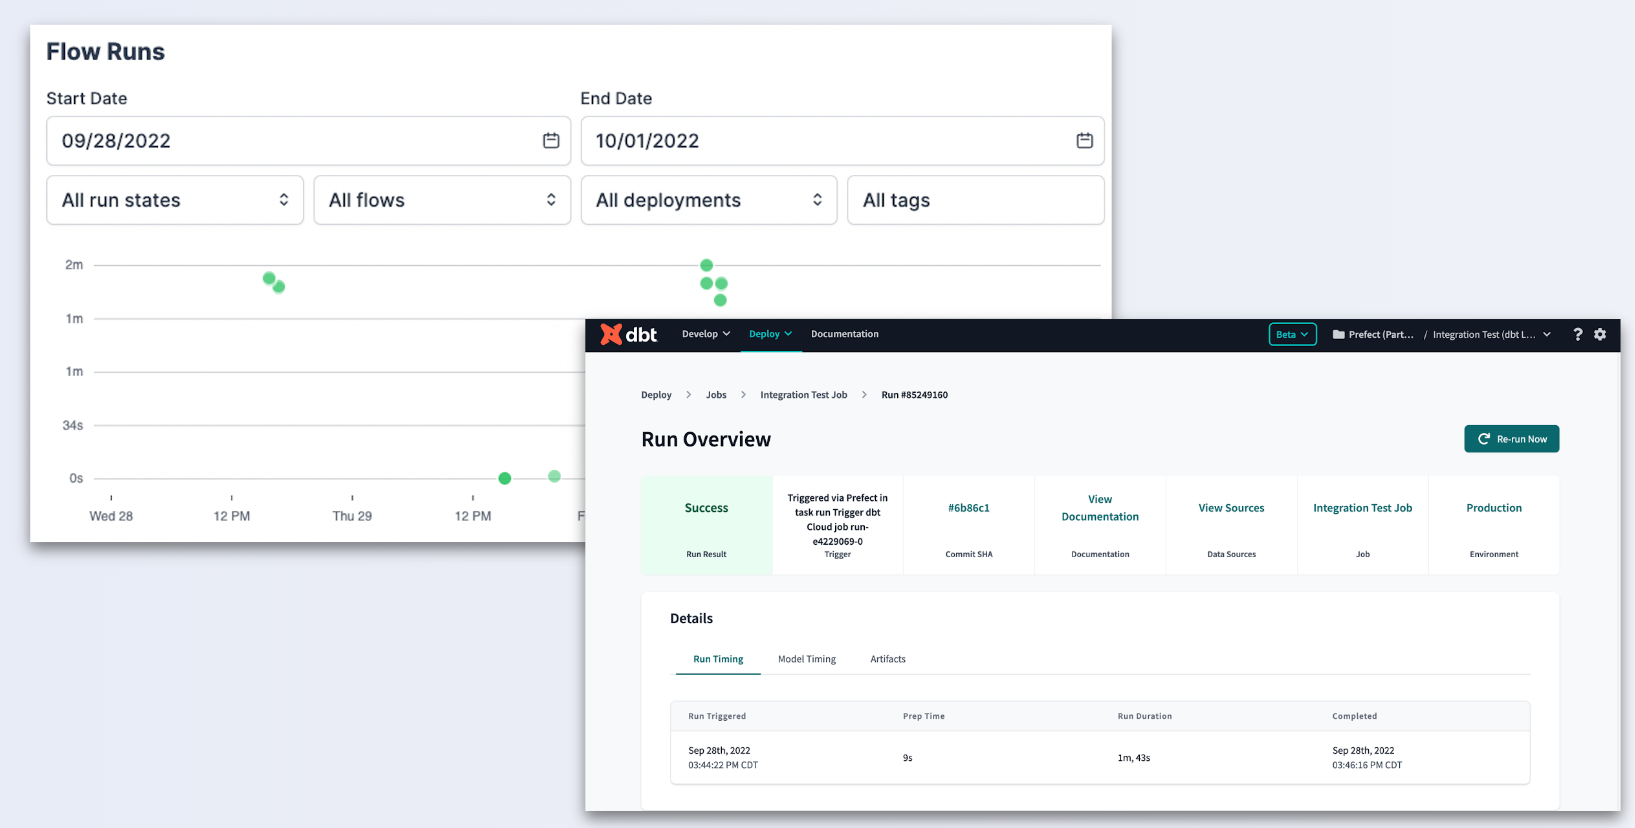 Flow Runs
Start Date
End Date
09/28/2022
10/01/2022
All run states
All flows
All deployments
All tags
2m
1m
1m
34s
0s
Wed 28
12 PM
Thu 29
12 PM
F
dbt
Develop
Deploy
Documentation
Beta
Prefect (Part...
/
Integration Test (dbt L...
?
Deploy > Jobs > Integration Test Job > Run #85249160
Run Overview
Re-run Now
Success
Run Result
Triggered via Prefect in
task run Trigger dbt
Cloud job run-
e4229069-0
Trigger
#6b86c1
Commit SHA
View
Documentation
Documentation
View Sources
Data Sources
Integration Test Job
Job
Production
Environment
Details
Run Timing
Model Timing
Artifacts
Run Triggered
Prep Time
Run Duration
Completed
Sep 28th, 2022
03:44:22 PM CDT
9s
1m, 43s
Sep 28th, 2022
03:46:16 PM CDT